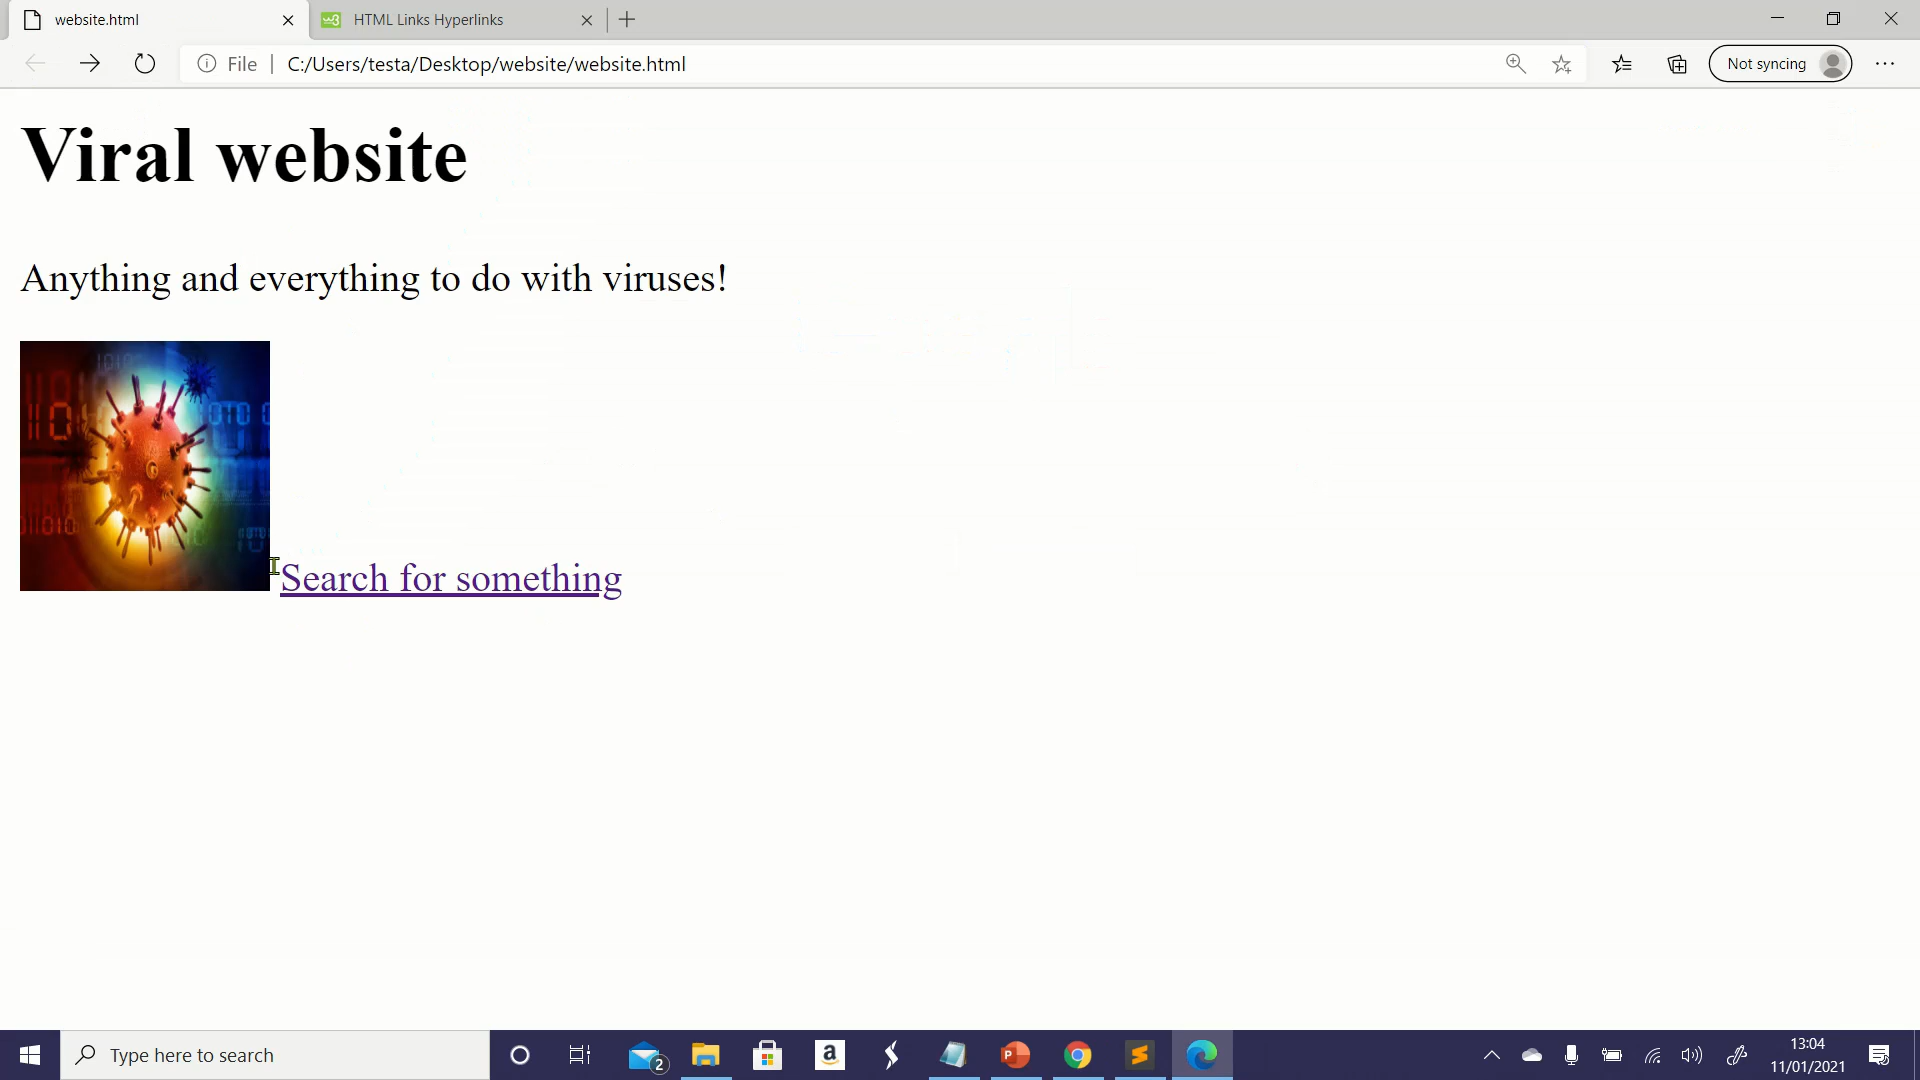 website.html
HTML Links Hyperlinks
File
C:/Users/testa/Desktop/website/website.html
Not syncing
Viral website
Anything and everything to do with viruses!
Search for something
Type here to search
2
13:04
11/01/2021